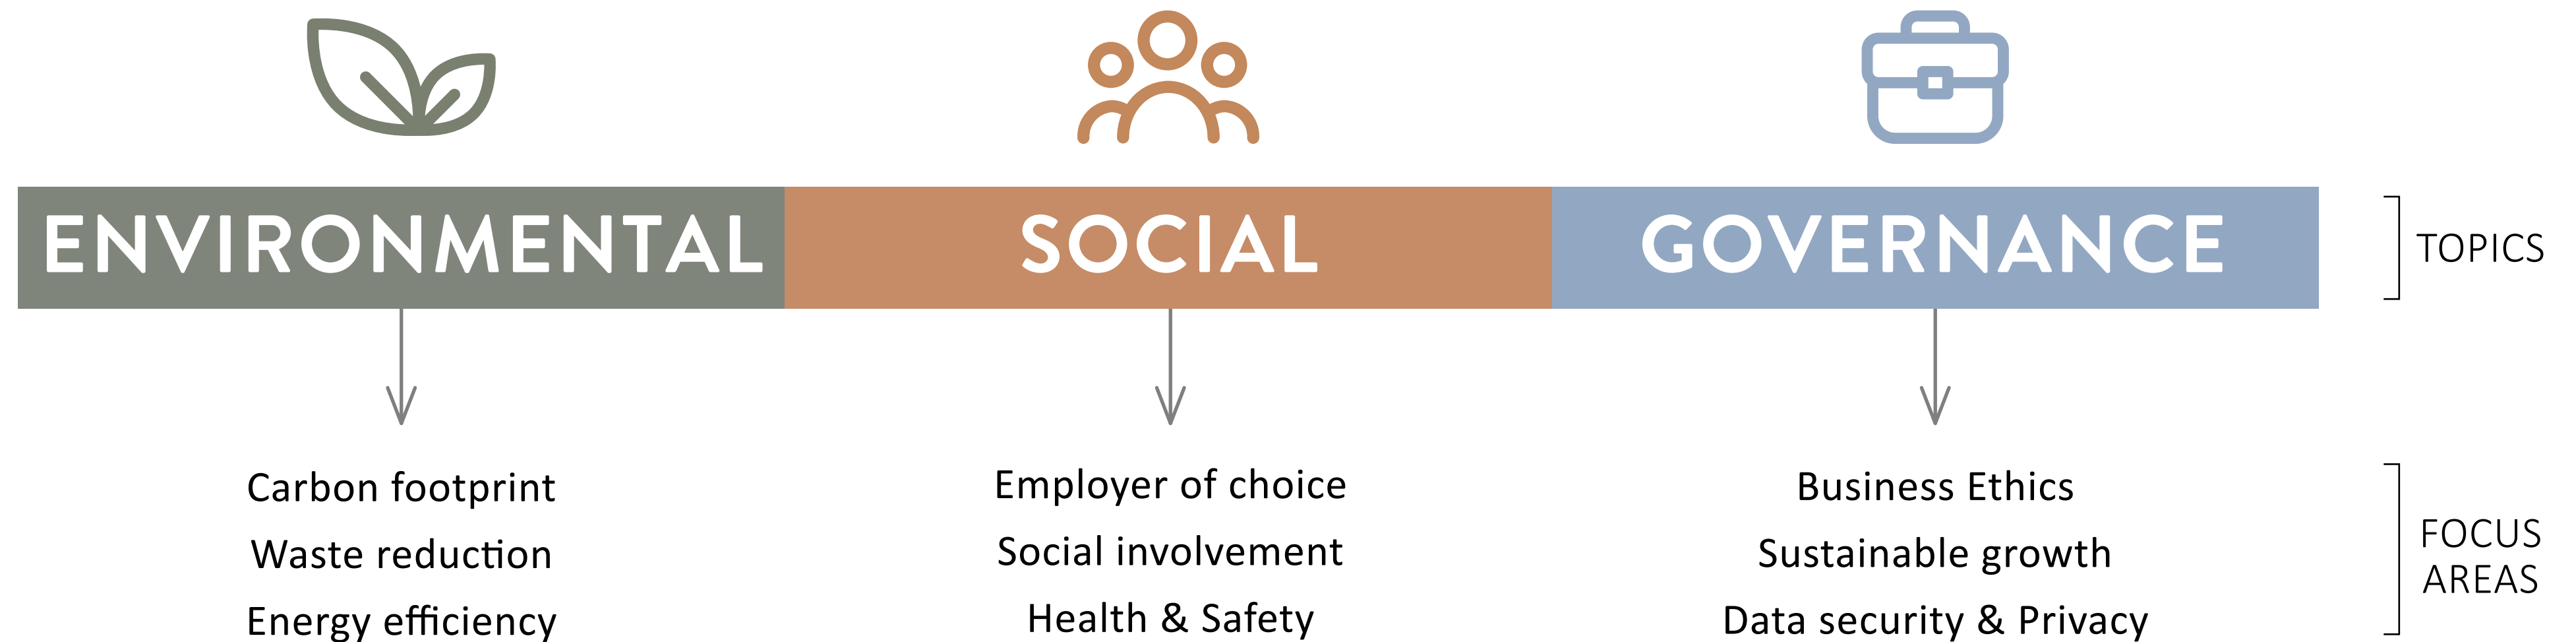 ENVIRONMENTAL
SOCIAL
GOVERNANCE
TOPICS
Carbon footprint
Waste reduction
Energy efficiency
Employer of choice
Social involvement
Health & Safety
Business Ethics
Sustainable growth
Data security & Privacy
FOCUS
AREAS